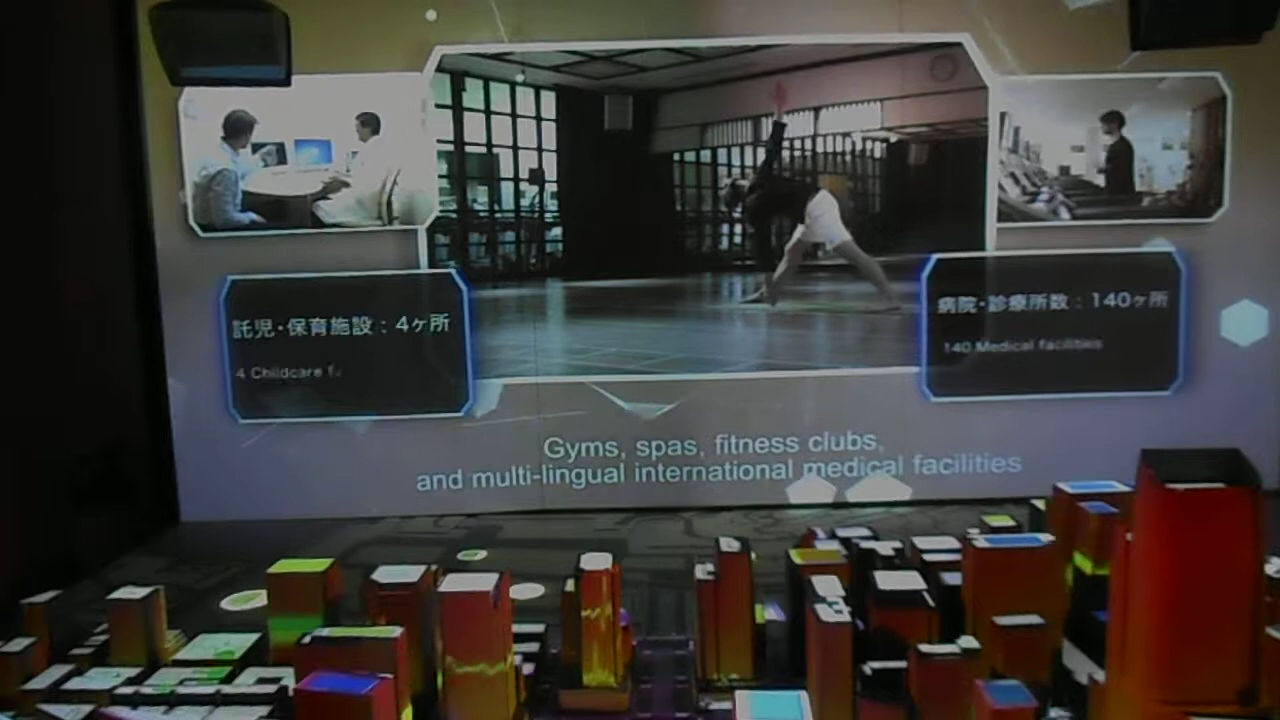 託児・保育施設：4ヶ所
4 Childcare
病院・診療所数：140ヶ所
140 Medical facilities
Gyms, spas, fitness clubs,
and multi-lingual international medical facilities